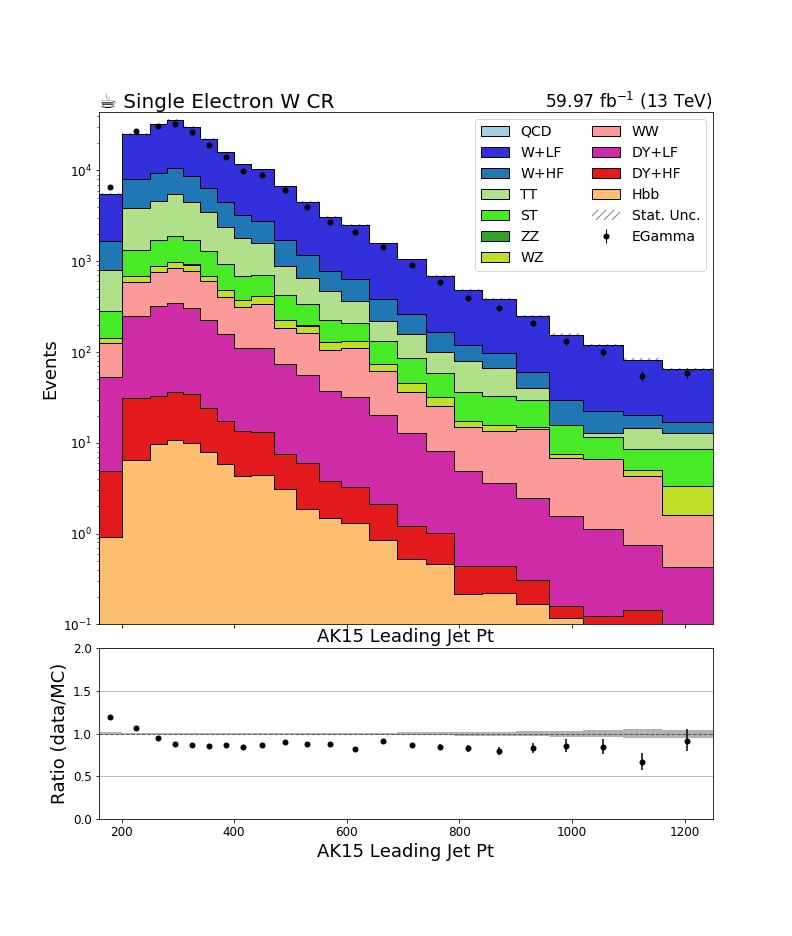 ☕ Single Electron W CR
59.97 fb⁻¹ (13 TeV)
QCD
W+LF
W+HF
TT
ST
ZZ
WZ
WW
DY+LF
DY+HF
Hbb
Stat. Unc.
EGamma
Events
10⁴
10³
10²
10¹
10⁰
10⁻¹
AK15 Leading Jet Pt
Ratio (data/MC)
2.0
1.5
1.0
0.5
0.0
200 400 600 800 1000 1200
AK15 Leading Jet Pt